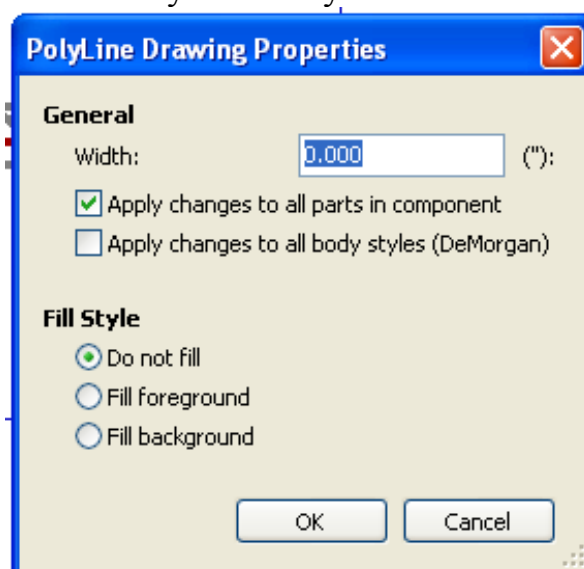 PolyLine Drawing Properties
General
Width: 0.000 ("):
Apply changes to all parts in component
Apply changes to all body styles (DeMorgan)
Fill Style
Do not fill
Fill foreground
Fill background
OK Cancel